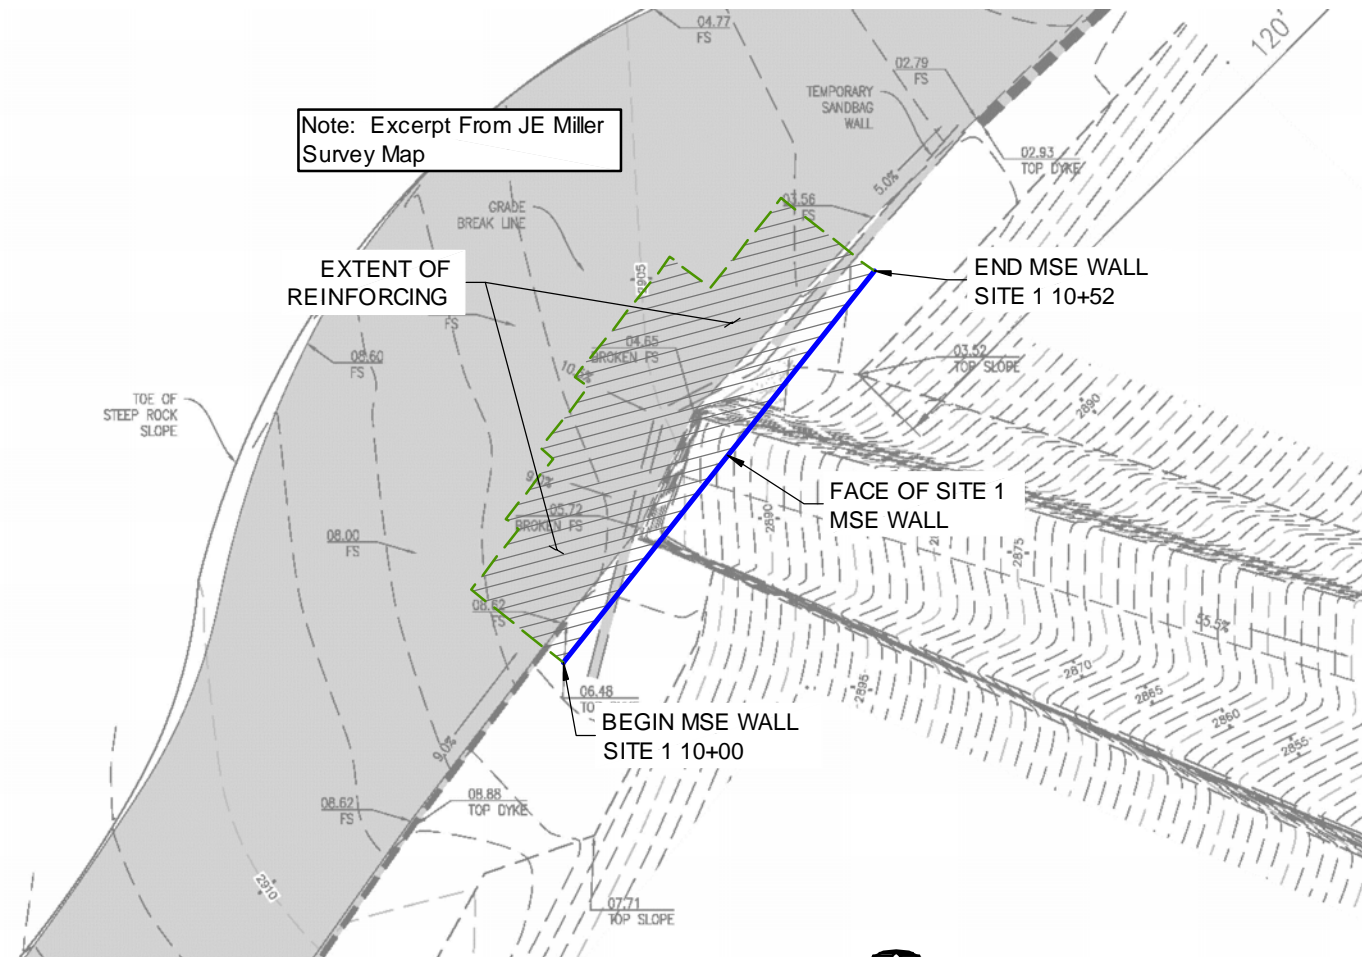 04.77
FS
120'
02.79
FS
TEMPORARY
SANDBAG
WALL
Note: Excerpt From JE Miller
Survey Map
02.93
TOP DYKE
5.0%
03.56
FS
GRADE
BREAK LINE
EXTENT OF
REINFORCING
2905
END MSE WALL
SITE 1 10+52
FS
04.65
BROKEN FS
08.60
FS
03.52
TOP SLOPE
TOE OF
STEEP ROCK
SLOPE
2890
9.0%
FACE OF SITE 1
MSE WALL
05.72
BROKEN FS
2890
2875
08.00
FS
08.62
FS
55.5%
2870
2895
2865
2860
2855
06.48
BEGIN MSE WALL
SITE 1 10+00
9.0%
08.62
FS
08.88
TOP DYKE
2910
07.71
TOP SLOPE